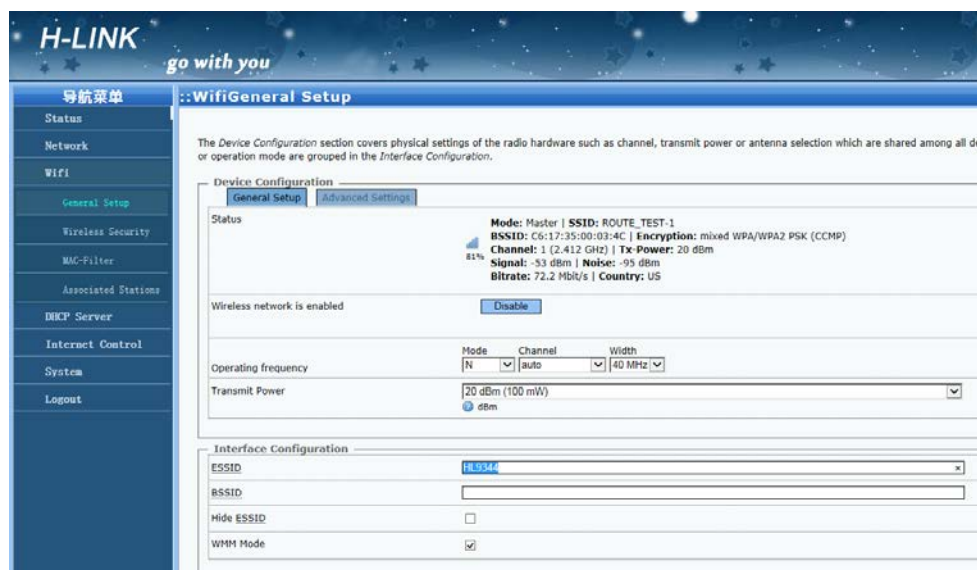 H-LINK
go with you
导航菜单
Status
Network
Wifi
General Setup
Wireless Security
MAC-Filter
Associated Stations
DHCP Server
Internet Control
System
Logout
::WifiGeneral Setup
The Device Configuration section covers physical settings of the radio hardware such as channel, transmit power or antenna selection which are shared among all de
or operation mode are grouped in the Interface Configuration.
Device Configuration
General Setup Advanced Settings
Status
Mode: Master | SSID: ROUTE_TEST-1
BSSID: C6:17:35:00:03:4C | Encryption: mixed WPA/WPA2 PSK (CCMP)
Channel: 1 (2.412 GHz) | Tx-Power: 20 dBm
81% Signal: -53 dBm | Noise: -95 dBm
Bitrate: 72.2 Mbit/s | Country: US
Wireless network is enabled Disable
Mode Channel Width
Operating frequency N auto 40 MHz
Transmit Power 20 dBm (100 mW)
dBm
Interface Configuration
ESSID HL9344
BSSID
Hide ESSID
WMM Mode